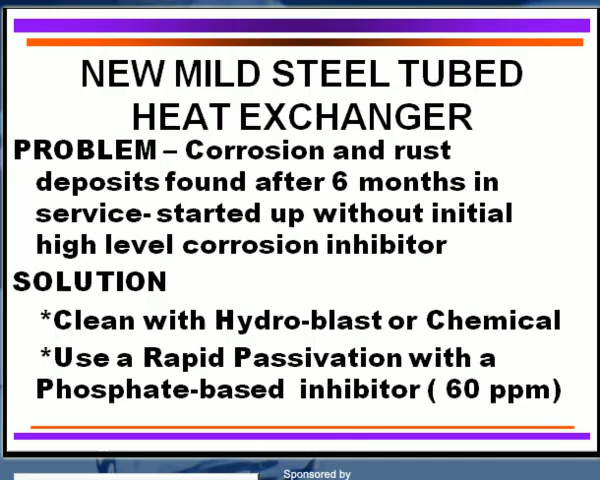 NEW MILD STEEL TUBED
HEAT EXCHANGER
PROBLEM – Corrosion and rust
deposits found after 6 months in
service- started up without initial
high level corrosion inhibitor
SOLUTION
*Clean with Hydro-blast or Chemical
*Use a Rapid Passivation with a
Phosphate-based inhibitor ( 60 ppm)
Sponsored by